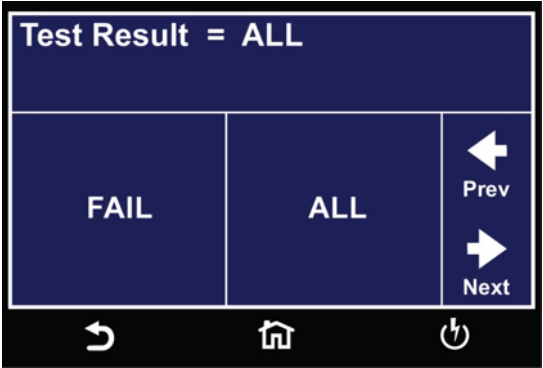 Test Result = ALL
FAIL
ALL
Prev
Next